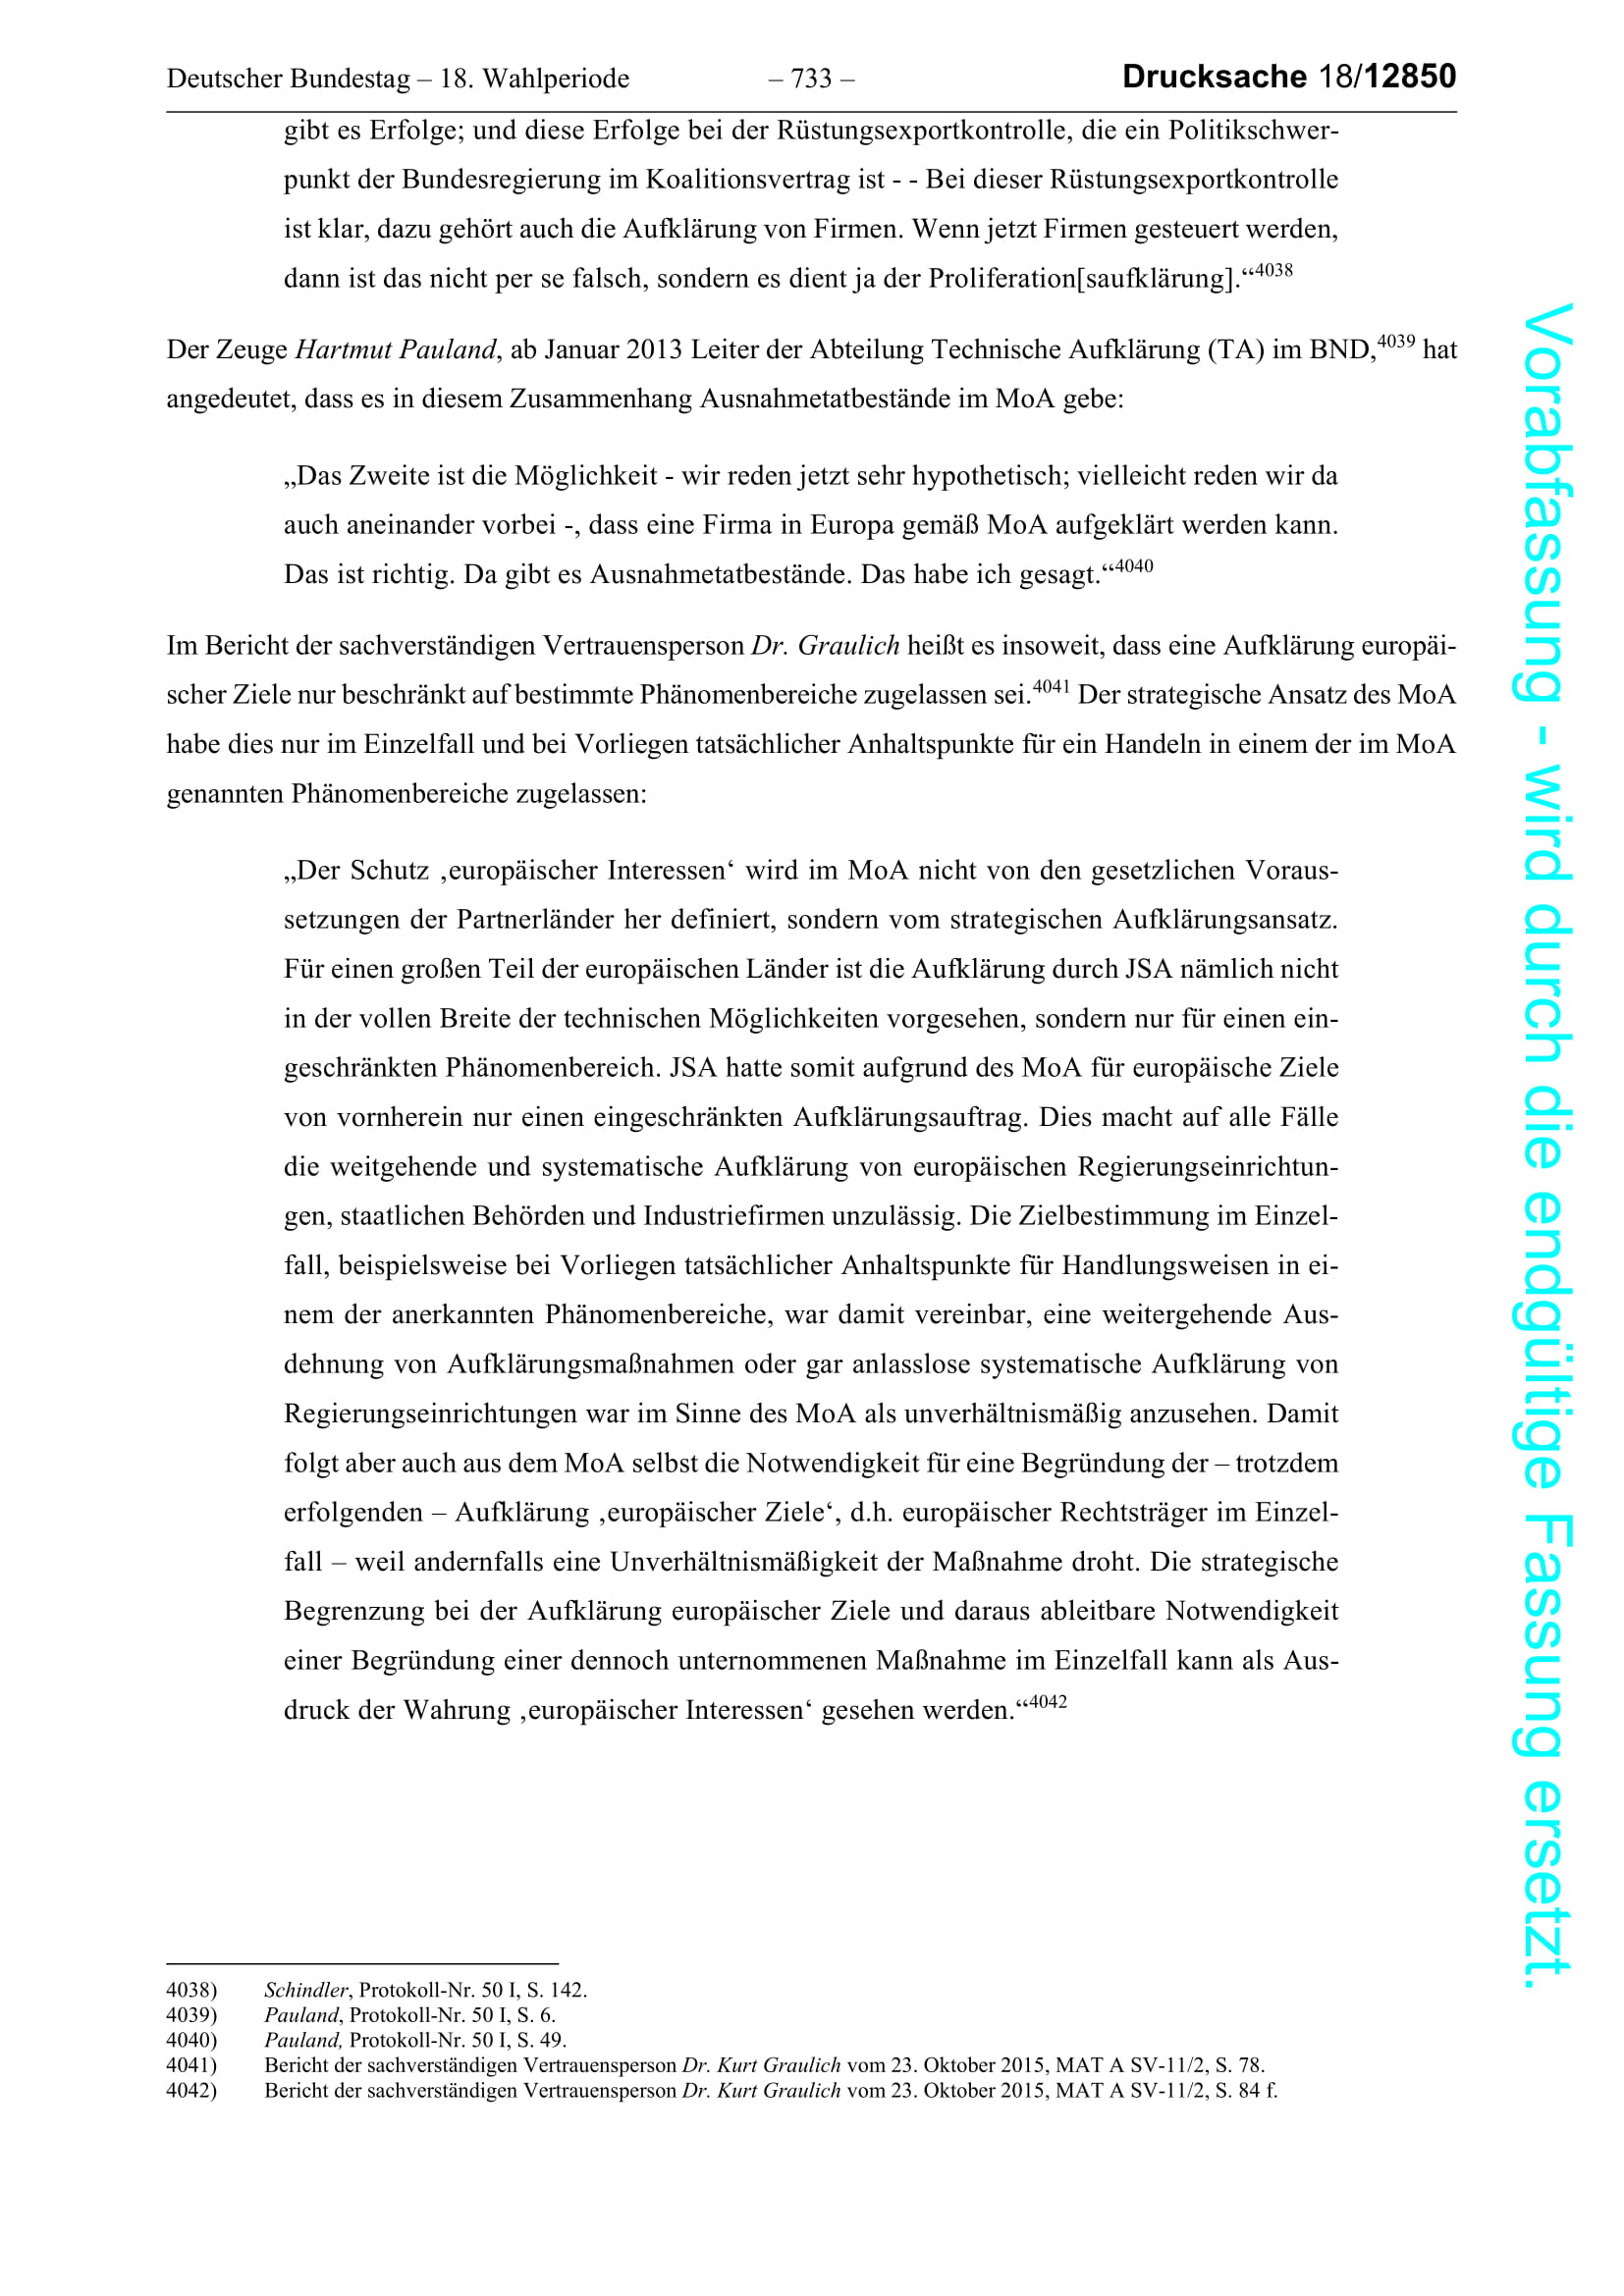 Deutscher Bundestag – 18. Wahlperiode – 733 – Drucksache 18/12850
gibt es Erfolge; und diese Erfolge bei der Rüstungsexportkontrolle, die ein Politikschwer-
punkt der Bundesregierung im Koalitionsvertrag ist - - Bei dieser Rüstungsexportkontrolle
ist klar, dazu gehört auch die Aufklärung von Firmen. Wenn jetzt Firmen gesteuert werden,
dann ist das nicht per se falsch, sondern es dient ja der Proliferation[saufklärung].“4038
Der Zeuge Hartmut Pauland, ab Januar 2013 Leiter der Abteilung Technische Aufklärung (TA) im BND,4039 hat
angedeutet, dass es in diesem Zusammenhang Ausnahmetatbestände im MoA gebe:
„Das Zweite ist die Möglichkeit - wir reden jetzt sehr hypothetisch; vielleicht reden wir da
auch aneinander vorbei -, dass eine Firma in Europa gemäß MoA aufgeklärt werden kann.
Das ist richtig. Da gibt es Ausnahmetatbestände. Das habe ich gesagt.“4040
Im Bericht der sachverständigen Vertrauensperson Dr. Graulich heißt es insoweit, dass eine Aufklärung europäi-
scher Ziele nur beschränkt auf bestimmte Phänomenbereiche zugelassen sei.4041 Der strategische Ansatz des MoA
habe dies nur im Einzelfall und bei Vorliegen tatsächlicher Anhaltspunkte für ein Handeln in einem der im MoA
genannten Phänomenbereiche zugelassen:
„Der Schutz ‚europäischer Interessen‘ wird im MoA nicht von den gesetzlichen Voraus-
setzungen der Partnerländer her definiert, sondern vom strategischen Aufklärungsansatz.
Für einen großen Teil der europäischen Länder ist die Aufklärung durch JSA nämlich nicht
in der vollen Breite der technischen Möglichkeiten vorgesehen, sondern nur für einen ein-
geschränkten Phänomenbereich. JSA hatte somit aufgrund des MoA für europäische Ziele
von vornherein nur einen eingeschränkten Aufklärungsauftrag. Dies macht auf alle Fälle
die weitgehende und systematische Aufklärung von europäischen Regierungseinrichtun-
gen, staatlichen Behörden und Industriefirmen unzulässig. Die Zielbestimmung im Einzel-
fall, beispielsweise bei Vorliegen tatsächlicher Anhaltspunkte für Handlungsweisen in ei-
nem der anerkannten Phänomenbereiche, war damit vereinbar, eine weitergehende Aus-
dehnung von Aufklärungsmaßnahmen oder gar anlasslose systematische Aufklärung von
Regierungseinrichtungen war im Sinne des MoA als unverhältnismäßig anzusehen. Damit
folgt aber auch aus dem MoA selbst die Notwendigkeit für eine Begründung der – trotzdem
erfolgenden – Aufklärung ‚europäischer Ziele‘, d.h. europäischer Rechtsträger im Einzel-
fall – weil andernfalls eine Unverhältnismäßigkeit der Maßnahme droht. Die strategische
Begrenzung bei der Aufklärung europäischer Ziele und daraus ableitbare Notwendigkeit
einer Begründung einer dennoch unternommenen Maßnahme im Einzelfall kann als Aus-
druck der Wahrung ‚europäischer Interessen‘ gesehen werden.“4042
4038) Schindler, Protokoll-Nr. 50 I, S. 142.
4039) Pauland, Protokoll-Nr. 50 I, S. 6.
4040) Pauland, Protokoll-Nr. 50 I, S. 49.
4041) Bericht der sachverständigen Vertrauensperson Dr. Kurt Graulich vom 23. Oktober 2015, MAT A SV-11/2, S. 78.
4042) Bericht der sachverständigen Vertrauensperson Dr. Kurt Graulich vom 23. Oktober 2015, MAT A SV-11/2, S. 84 f.
Vorabfassung - wird durch die endgültige Fassung ersetzt.